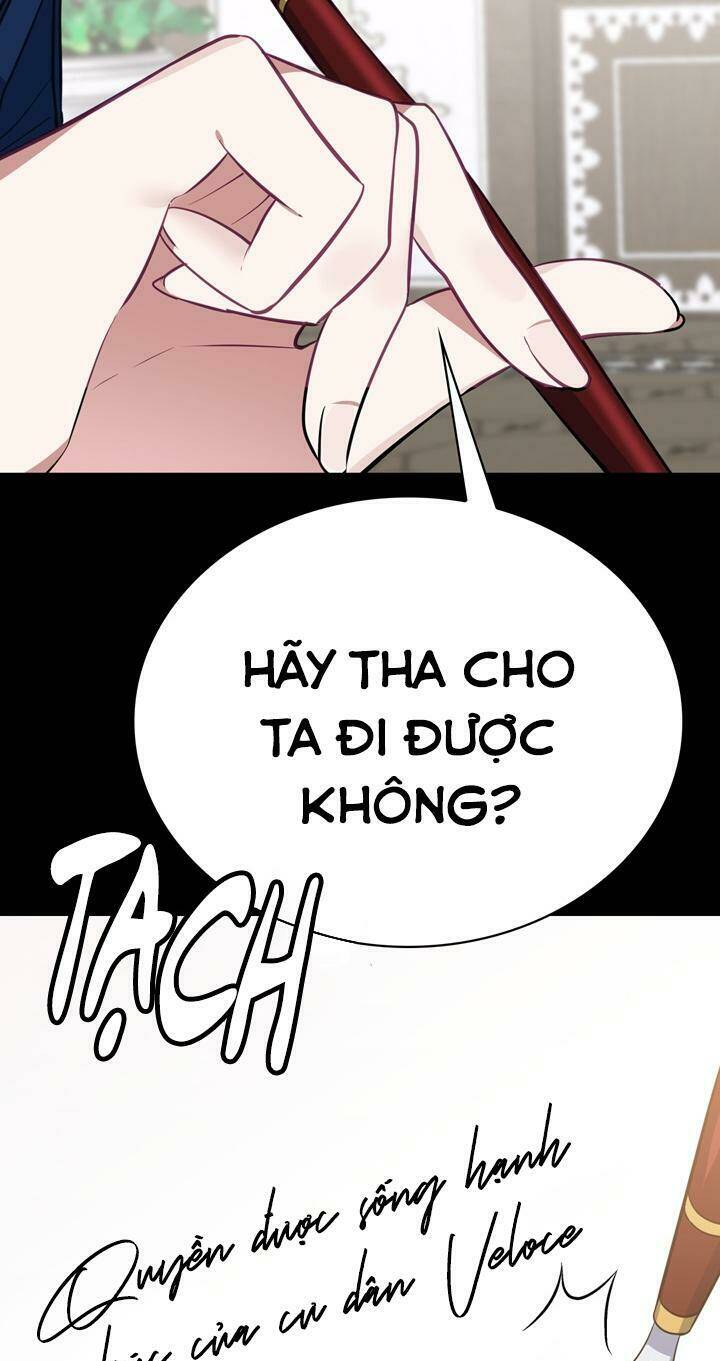 HÃY THA CHO
TA ĐI ĐƯỢC
KHÔNG?
TẠCH
Quyền được sống hạnh
của cư dân Veloce